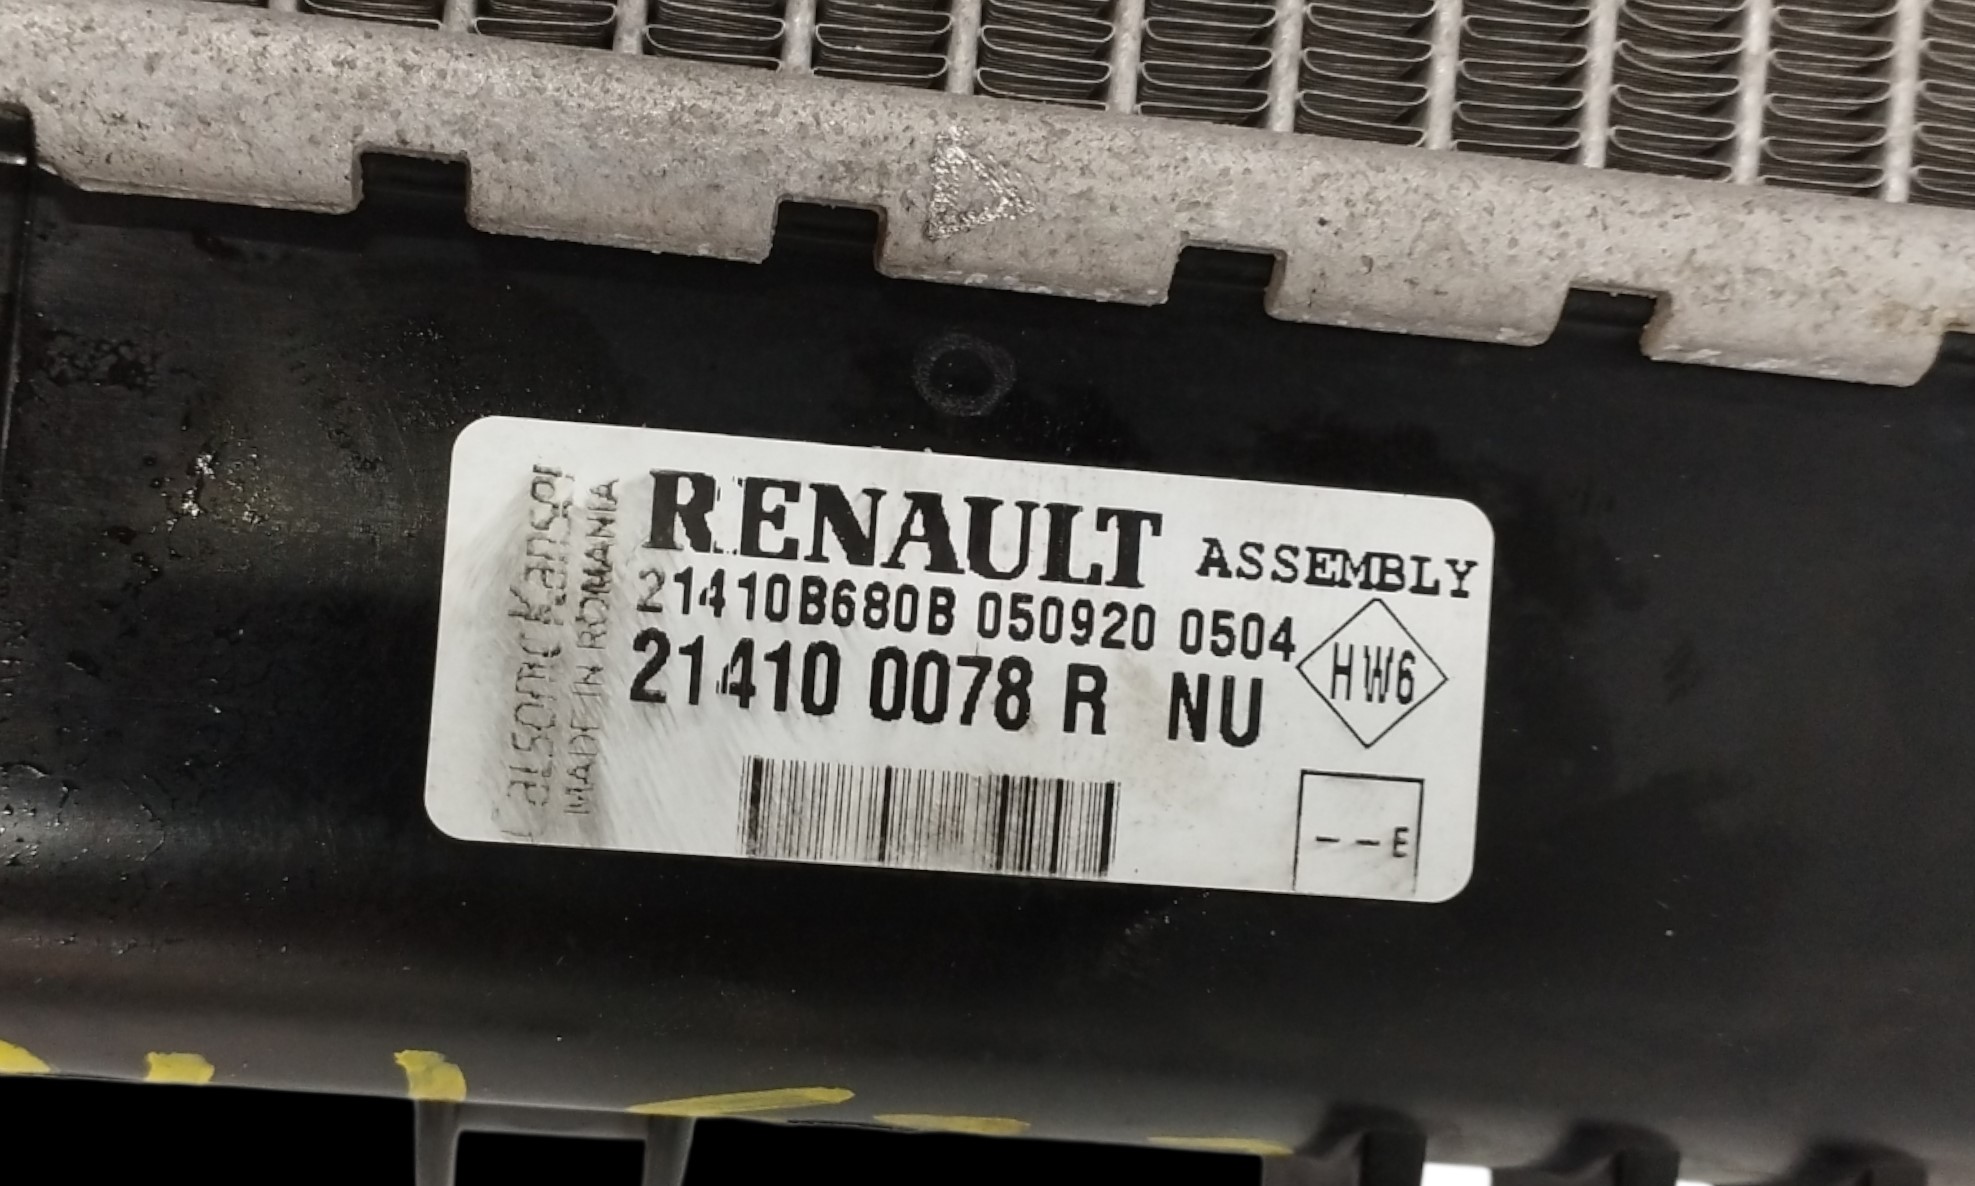 RENAULT ASSEMBLY
21410B680B 050920 0504
21410 0078 R NU
HW6
--E
MADE IN ROMANIA